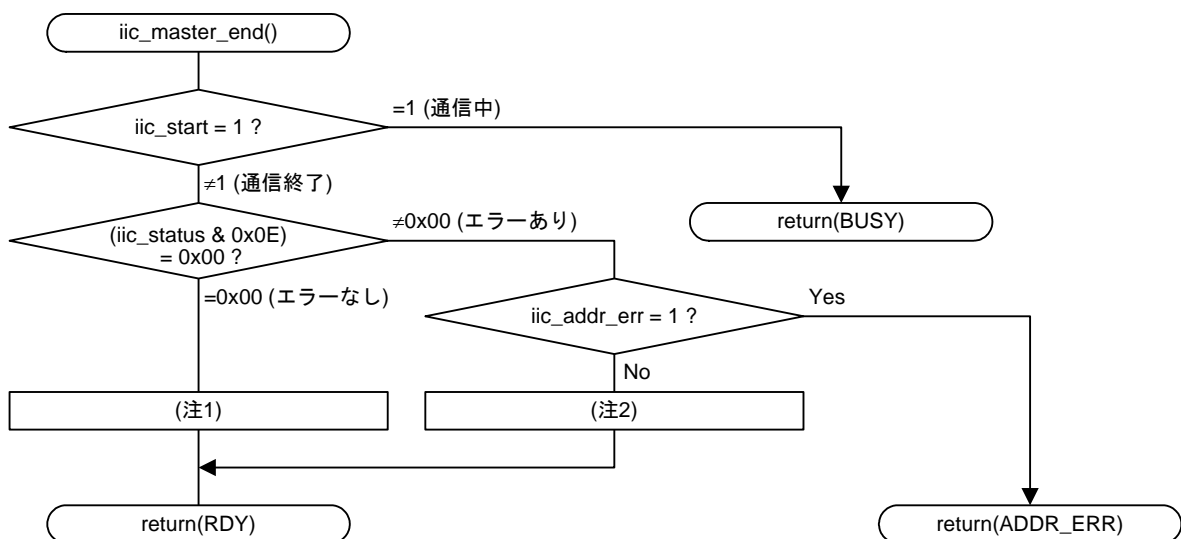 iic_master_end()
iic_start = 1 ?
=1 (通信中)
≠1 (通信終了)
return(BUSY)
(iic_status & 0x0E)
= 0x00 ?
≠0x00 (エラーあり)
=0x00 (エラーなし)
iic_addr_err = 1 ?
Yes
No
(注1)
(注2)
return(RDY)
return(ADDR_ERR)